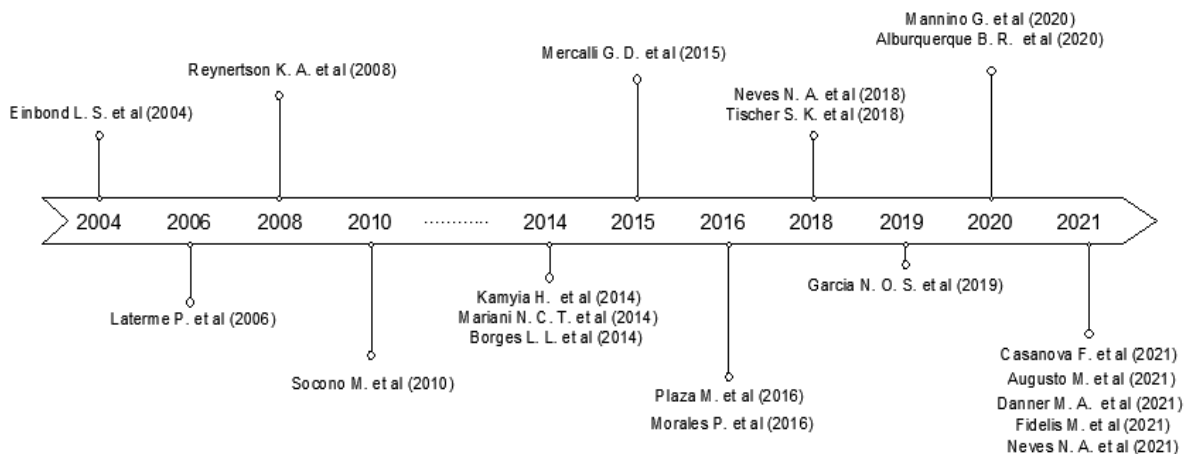 Mannino G. et al (2020)
Alburquerque B. R. et al (2020)
Mercalli G. D. et al (2015)
Reynertson K. A. et al (2008)
Neves N. A. et al (2018)
Tischer S. K. et al (2018)
Einbond L. S. et al (2004)
2004 2006 2008 2010 ............ 2014 2015 2016 2018 2019 2020 2021
Laterme P. et al (2006)
Socono M. et al (2010)
Kamyia H. et al (2014)
Mariani N. C. T. et al (2014)
Borges L. L. et al (2014)
Plaza M. et al (2016)
Morales P. et al (2016)
Garcia N. O. S. et al (2019)
Casanova F. et al (2021)
Augusto M. et al (2021)
Danner M. A. et al (2021)
Fidelis M. et al (2021)
Neves N. A. et al (2021)